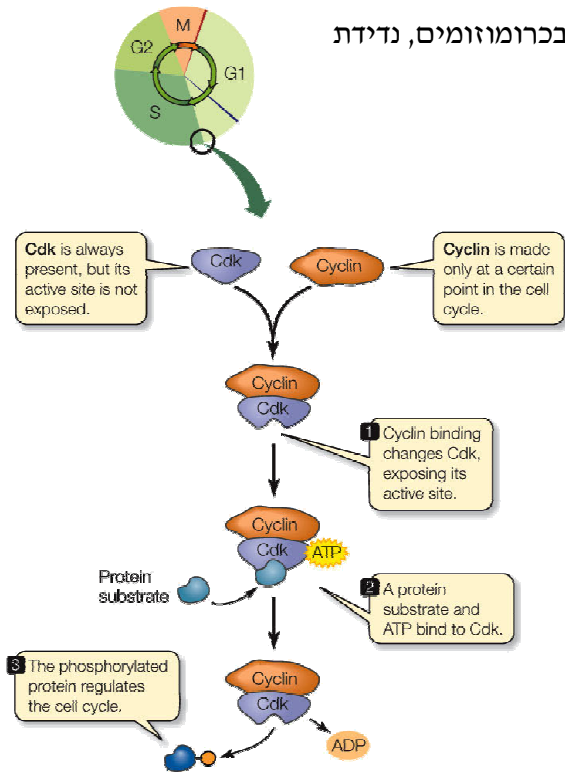 בכרומוזומים, נדידת
M
G2
G1
S
Cdk is always
present, but its
active site is not
exposed.
Cdk
Cyclin
Cyclin is made
only at a certain
point in the cell
cycle.
Cyclin
Cdk
1 Cyclin binding
changes Cdk,
exposing its
active site.
Cyclin
Cdk
ATP
Protein
substrate
2 A protein
substrate and
ATP bind to Cdk.
3 The phosphorylated
protein regulates
the cell cycle.
Cyclin
Cdk
ADP